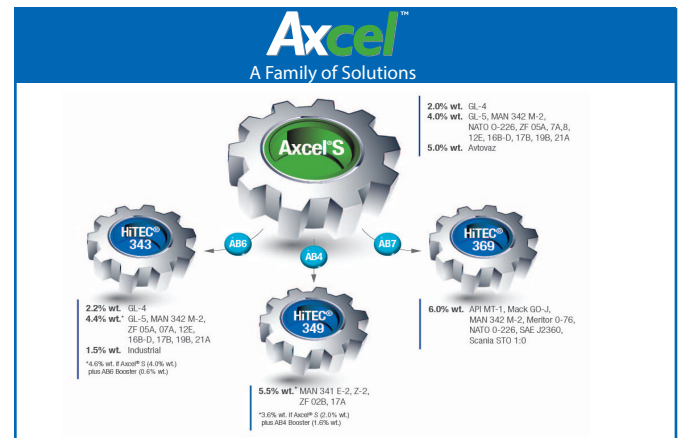 Axcel™
A Family of Solutions
Axcel®S
2.0% wt. GL-4
4.0% wt. GL-5, MAN 342 M-2,
NATO 0-226, ZF 05A, 7A,8,
12E, 16B-D, 17B, 19B, 21A
5.0% wt. Avtovaz
AB6
AB4
AB7
HiTEC®
343
2.2% wt. GL-4
4.4% wt.* GL-5, MAN 342 M-2,
ZF 05A, 07A, 12E,
16B-D, 17B, 19B, 21A
1.5% wt. Industrial
*4.6% wt. if Axcel® S (4.0% wt.)
plus AB6 Booster (0.6% wt.)
HiTEC®
349
5.5% wt.* MAN 341 E-2, Z-2,
ZF 02B, 17A
*3.6% wt. if Axcel® S (2.0% wt.)
plus AB4 Booster (1.6% wt.)
HiTEC®
369
6.0% wt. API MT-1, Mack GO-J,
MAN 342 M-2, Meritor 0-76,
NATO 0-226, SAE J2360,
Scania STO 1:0